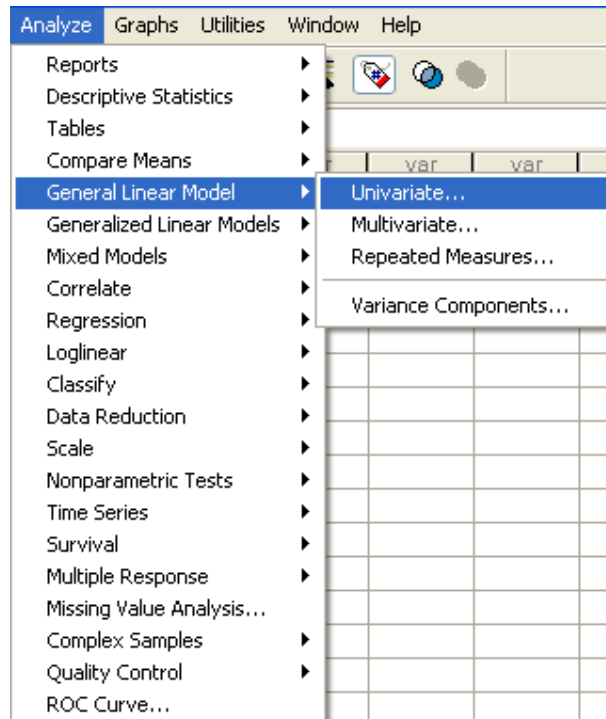 Analyze Graphs Utilities Window Help
Reports
Descriptive Statistics
Tables
Compare Means
var var
General Linear Model
Univariate...
Generalized Linear Models
Multivariate...
Mixed Models
Repeated Measures...
Correlate
Variance Components...
Regression
Loglinear
Classify
Data Reduction
Scale
Nonparametric Tests
Time Series
Survival
Multiple Response
Missing Value Analysis...
Complex Samples
Quality Control
ROC Curve...